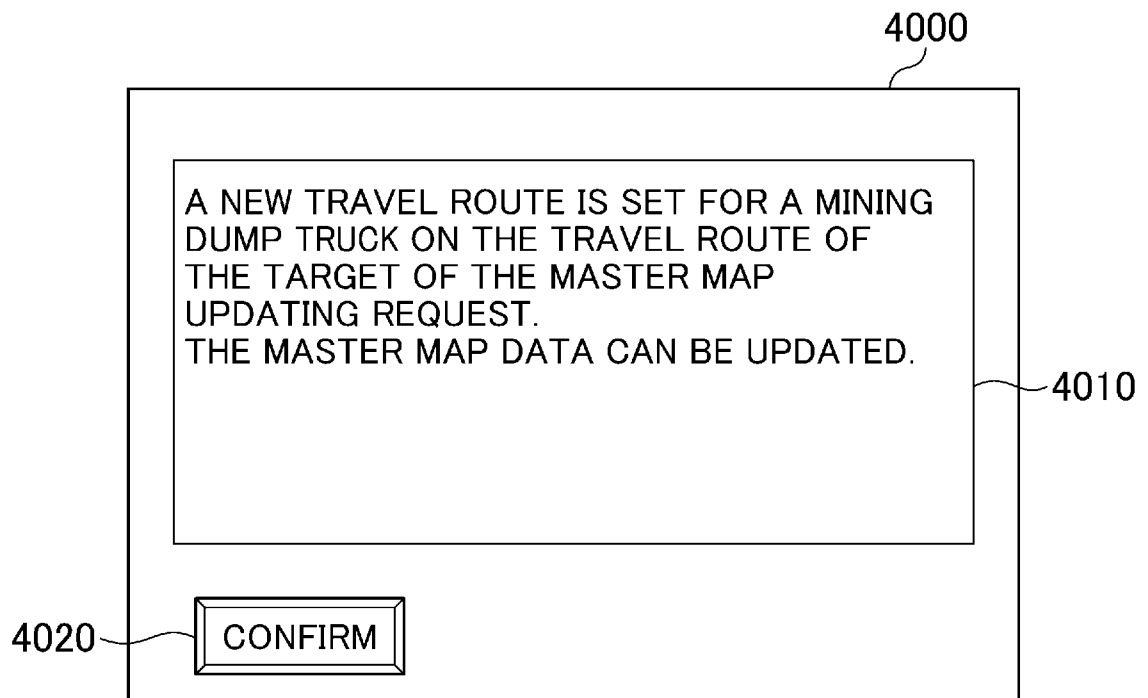 4000
A NEW TRAVEL ROUTE IS SET FOR A MINING
DUMP TRUCK ON THE TRAVEL ROUTE OF
THE TARGET OF THE MASTER MAP
UPDATING REQUEST.
THE MASTER MAP DATA CAN BE UPDATED.
4010
4020
CONFIRM